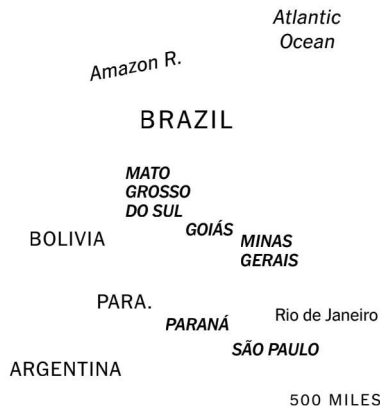 Atlantic
Ocean
Amazon R.
BRAZIL
MATO
GROSSO
DO SUL
GOIÁS
BOLIVIA
MINAS
GERAIS
PARA.
PARANÁ
Rio de Janeiro
SÃO PAULO
ARGENTINA
500 MILES